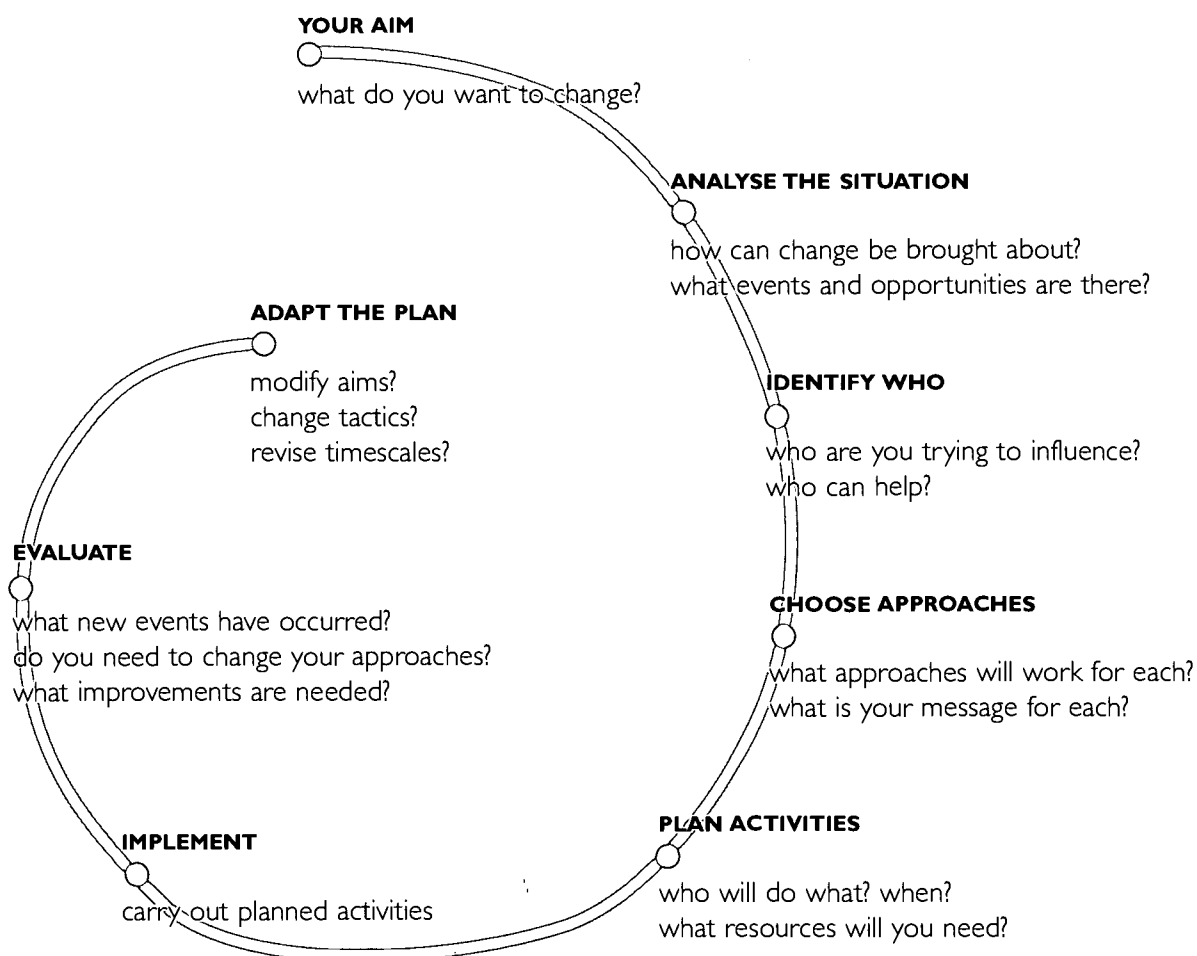 YOUR AIM
what do you want to change?
ANALYSE THE SITUATION
how can change be brought about?
what events and opportunities are there?
IDENTIFY WHO
who are you trying to influence?
who can help?
CHOOSE APPROACHES
what approaches will work for each?
what is your message for each?
PLAN ACTIVITIES
who will do what? when?
what resources will you need?
IMPLEMENT
carry out planned activities
EVALUATE
what new events have occurred?
do you need to change your approaches?
what improvements are needed?
ADAPT THE PLAN
modify aims?
change tactics?
revise timescales?